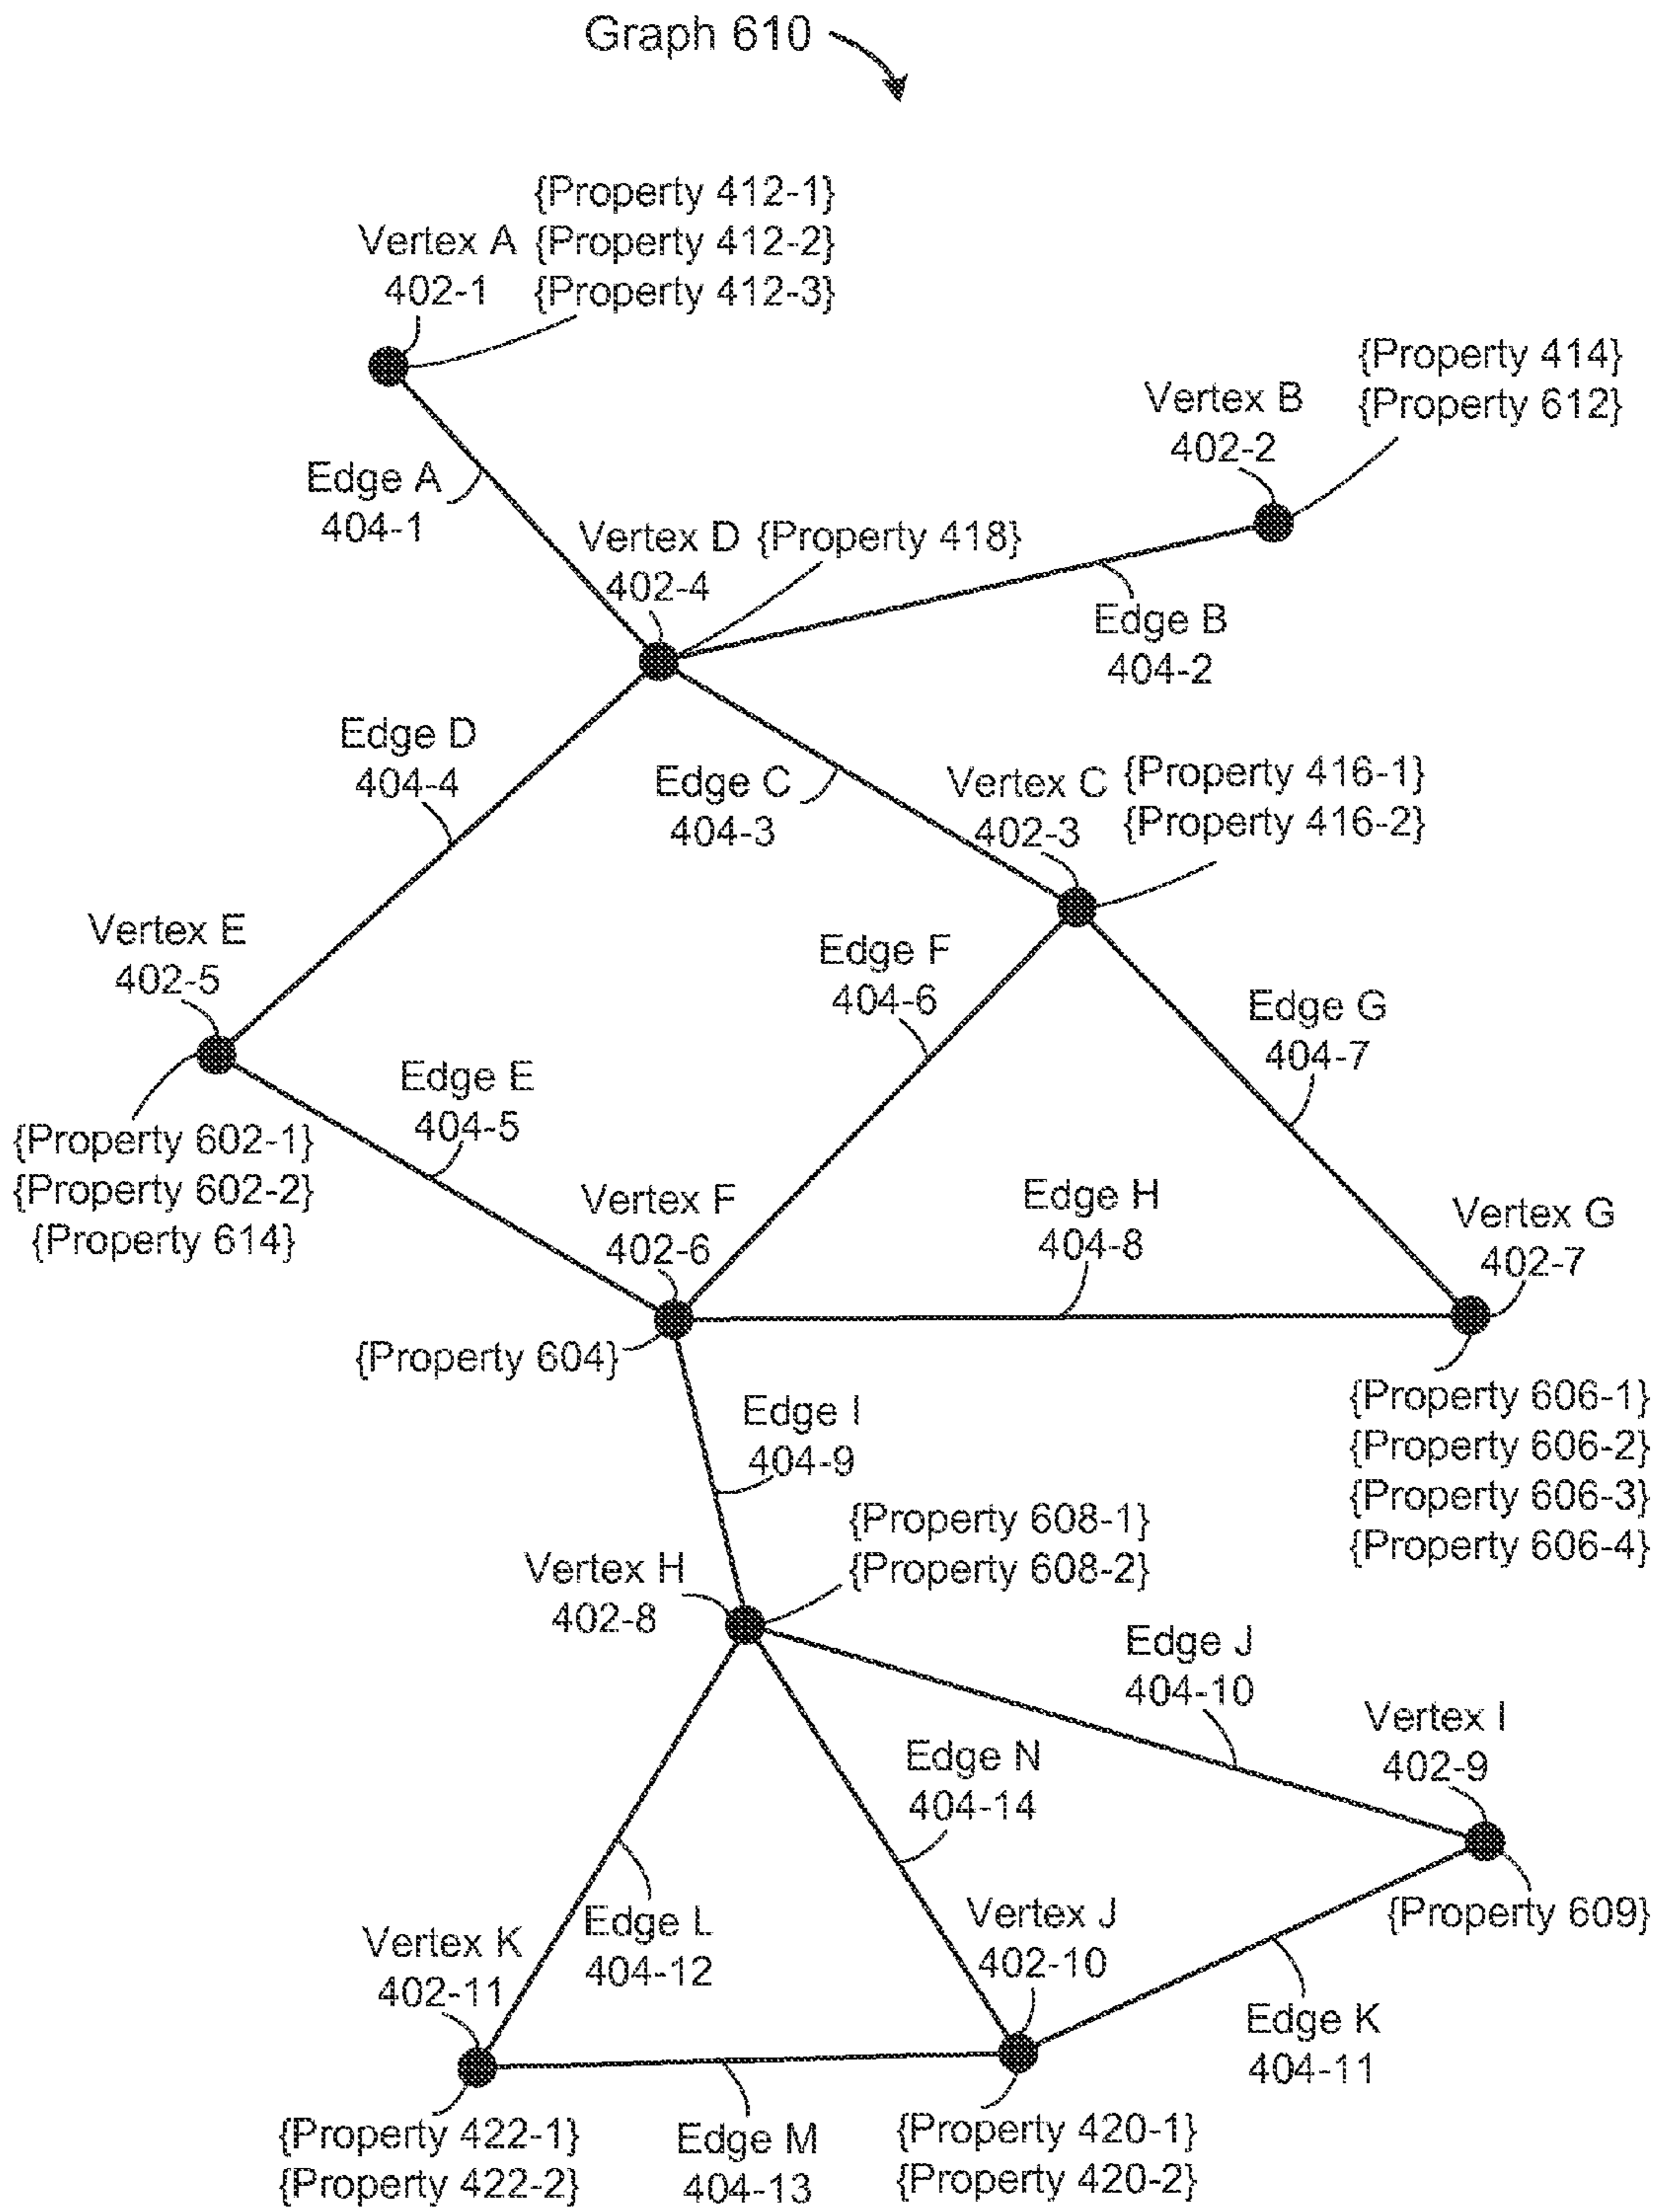 Graph 610
{Property 412-1}
Vertex A {Property 412-2}
402-1 {Property 412-3}
{Property 414}
Vertex B {Property 612}
402-2
Edge A
404-1
Vertex D {Property 418}
402-4
Edge B
404-2
Edge D
404-4
Edge C
404-3
Vertex C {Property 416-1}
402-3 {Property 416-2}
Vertex E
402-5
Edge F
404-6
Edge G
404-7
Edge E
404-5
{Property 602-1}
{Property 602-2}
{Property 614}
Vertex F
402-6
Edge H
404-8
Vertex G
402-7
{Property 604}
{Property 606-1}
{Property 606-2}
{Property 606-3}
{Property 606-4}
Edge I
404-9
{Property 608-1}
{Property 608-2}
Vertex H
402-8
Edge J
404-10
Vertex I
402-9
Edge N
404-14
{Property 609}
Edge L
404-12
Vertex J
402-10
Vertex K
402-11
Edge K
404-11
{Property 422-1}
{Property 422-2}
Edge M
404-13
{Property 420-1}
{Property 420-2}